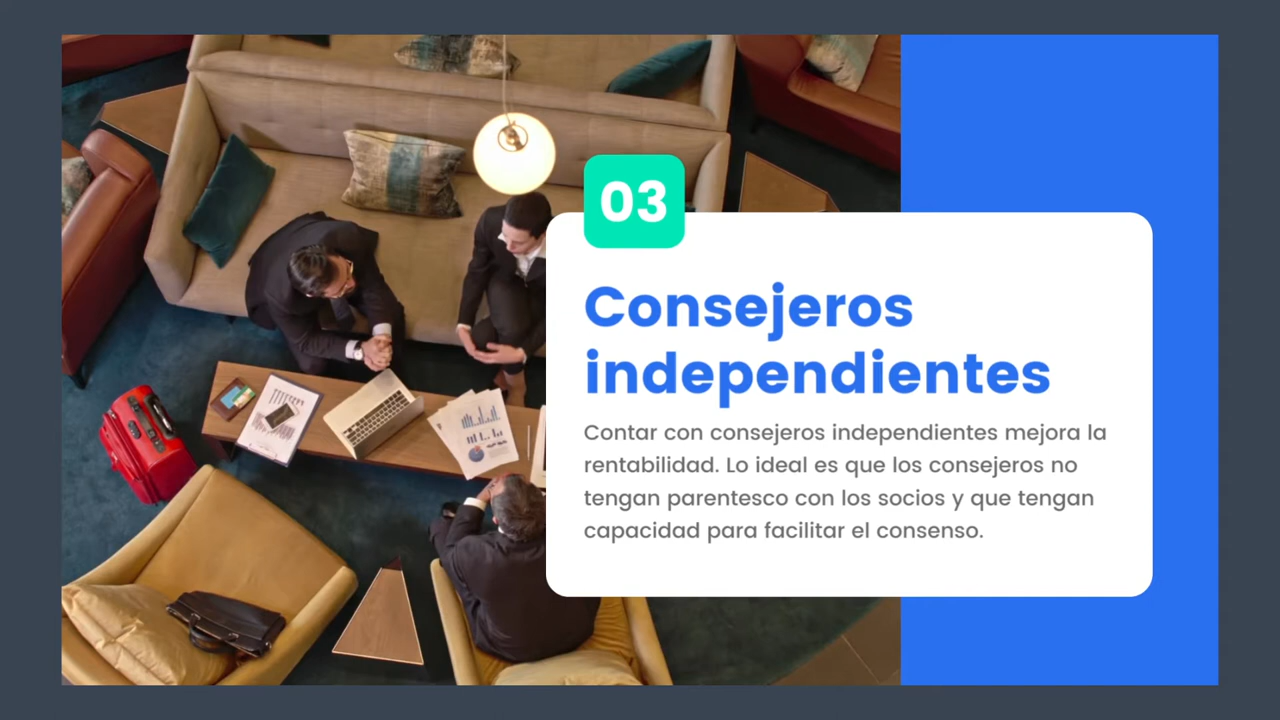 03
Consejeros
independientes
Contar con consejeros independientes mejora la
rentabilidad. Lo ideal es que los consejeros no
tengan parentesco con los socios y que tengan
capacidad para facilitar el consenso.